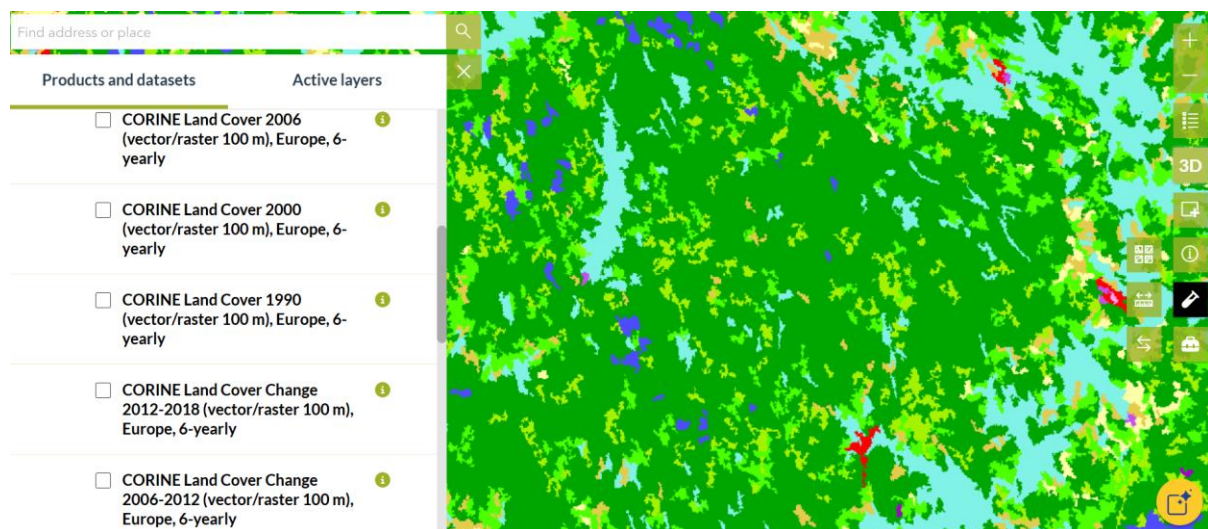 Find address or place
Products and datasets
Active layers
CORINE Land Cover 2006
(vector/raster 100 m), Europe, 6-
yearly
CORINE Land Cover 2000
(vector/raster 100 m), Europe, 6-
yearly
CORINE Land Cover 1990
(vector/raster 100 m), Europe, 6-
yearly
CORINE Land Cover Change
2012-2018 (vector/raster 100 m),
Europe, 6-yearly
CORINE Land Cover Change
2006-2012 (vector/raster 100 m),
Europe, 6-yearly
3D